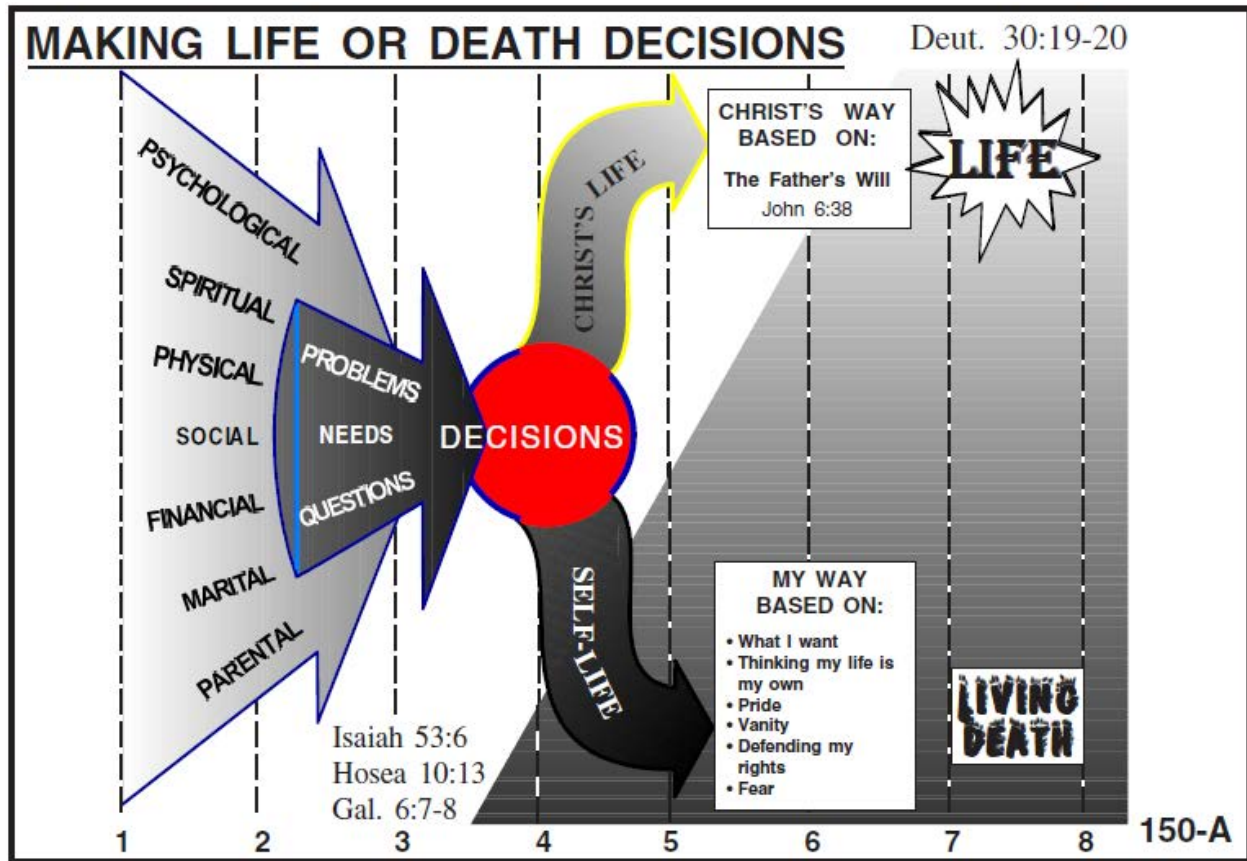 MAKING LIFE OR DEATH DECISIONS
Deut. 30:19-20
PSYCHOLOGICAL
SPIRITUAL
PHYSICAL
SOCIAL
FINANCIAL
MARITAL
PARENTAL
PROBLEMS
NEEDS
QUESTIONS
DECISIONS
CHRIST'S LIFE
CHRIST'S WAY
BASED ON:
The Father's Will
John 6:38
LIFE
SELF-LIFE
MY WAY
BASED ON:
• What I want
• Thinking my life is
my own
• Pride
• Vanity
• Defending my
rights
• Fear
LIVING
DEATH
Isaiah 53:6
Hosea 10:13
Gal. 6:7-8
1 2 3 4 5 6 7 8
150-A